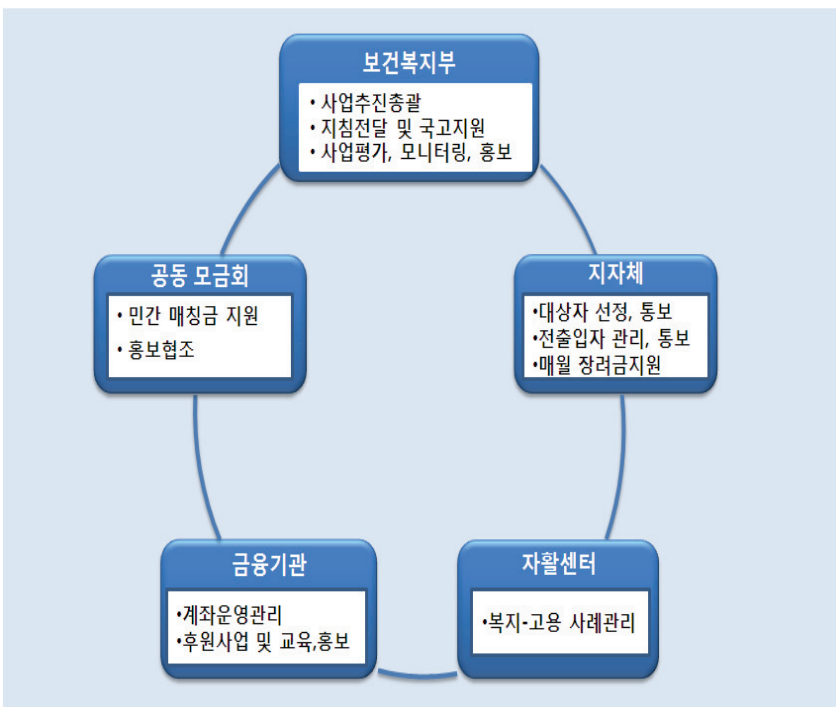 보건복지부
• 사업추진총괄
• 지침전달 및 국고지원
• 사업평가, 모니터링, 홍보
공동 모금회
• 민간 매칭금 지원
• 홍보협조
지자체
•대상자 선정, 통보
•전출입자 관리, 통보
•매월 장려금지원
금융기관
•계좌운영관리
•후원사업 및 교육,홍보
자활센터
•복지-고용 사례관리